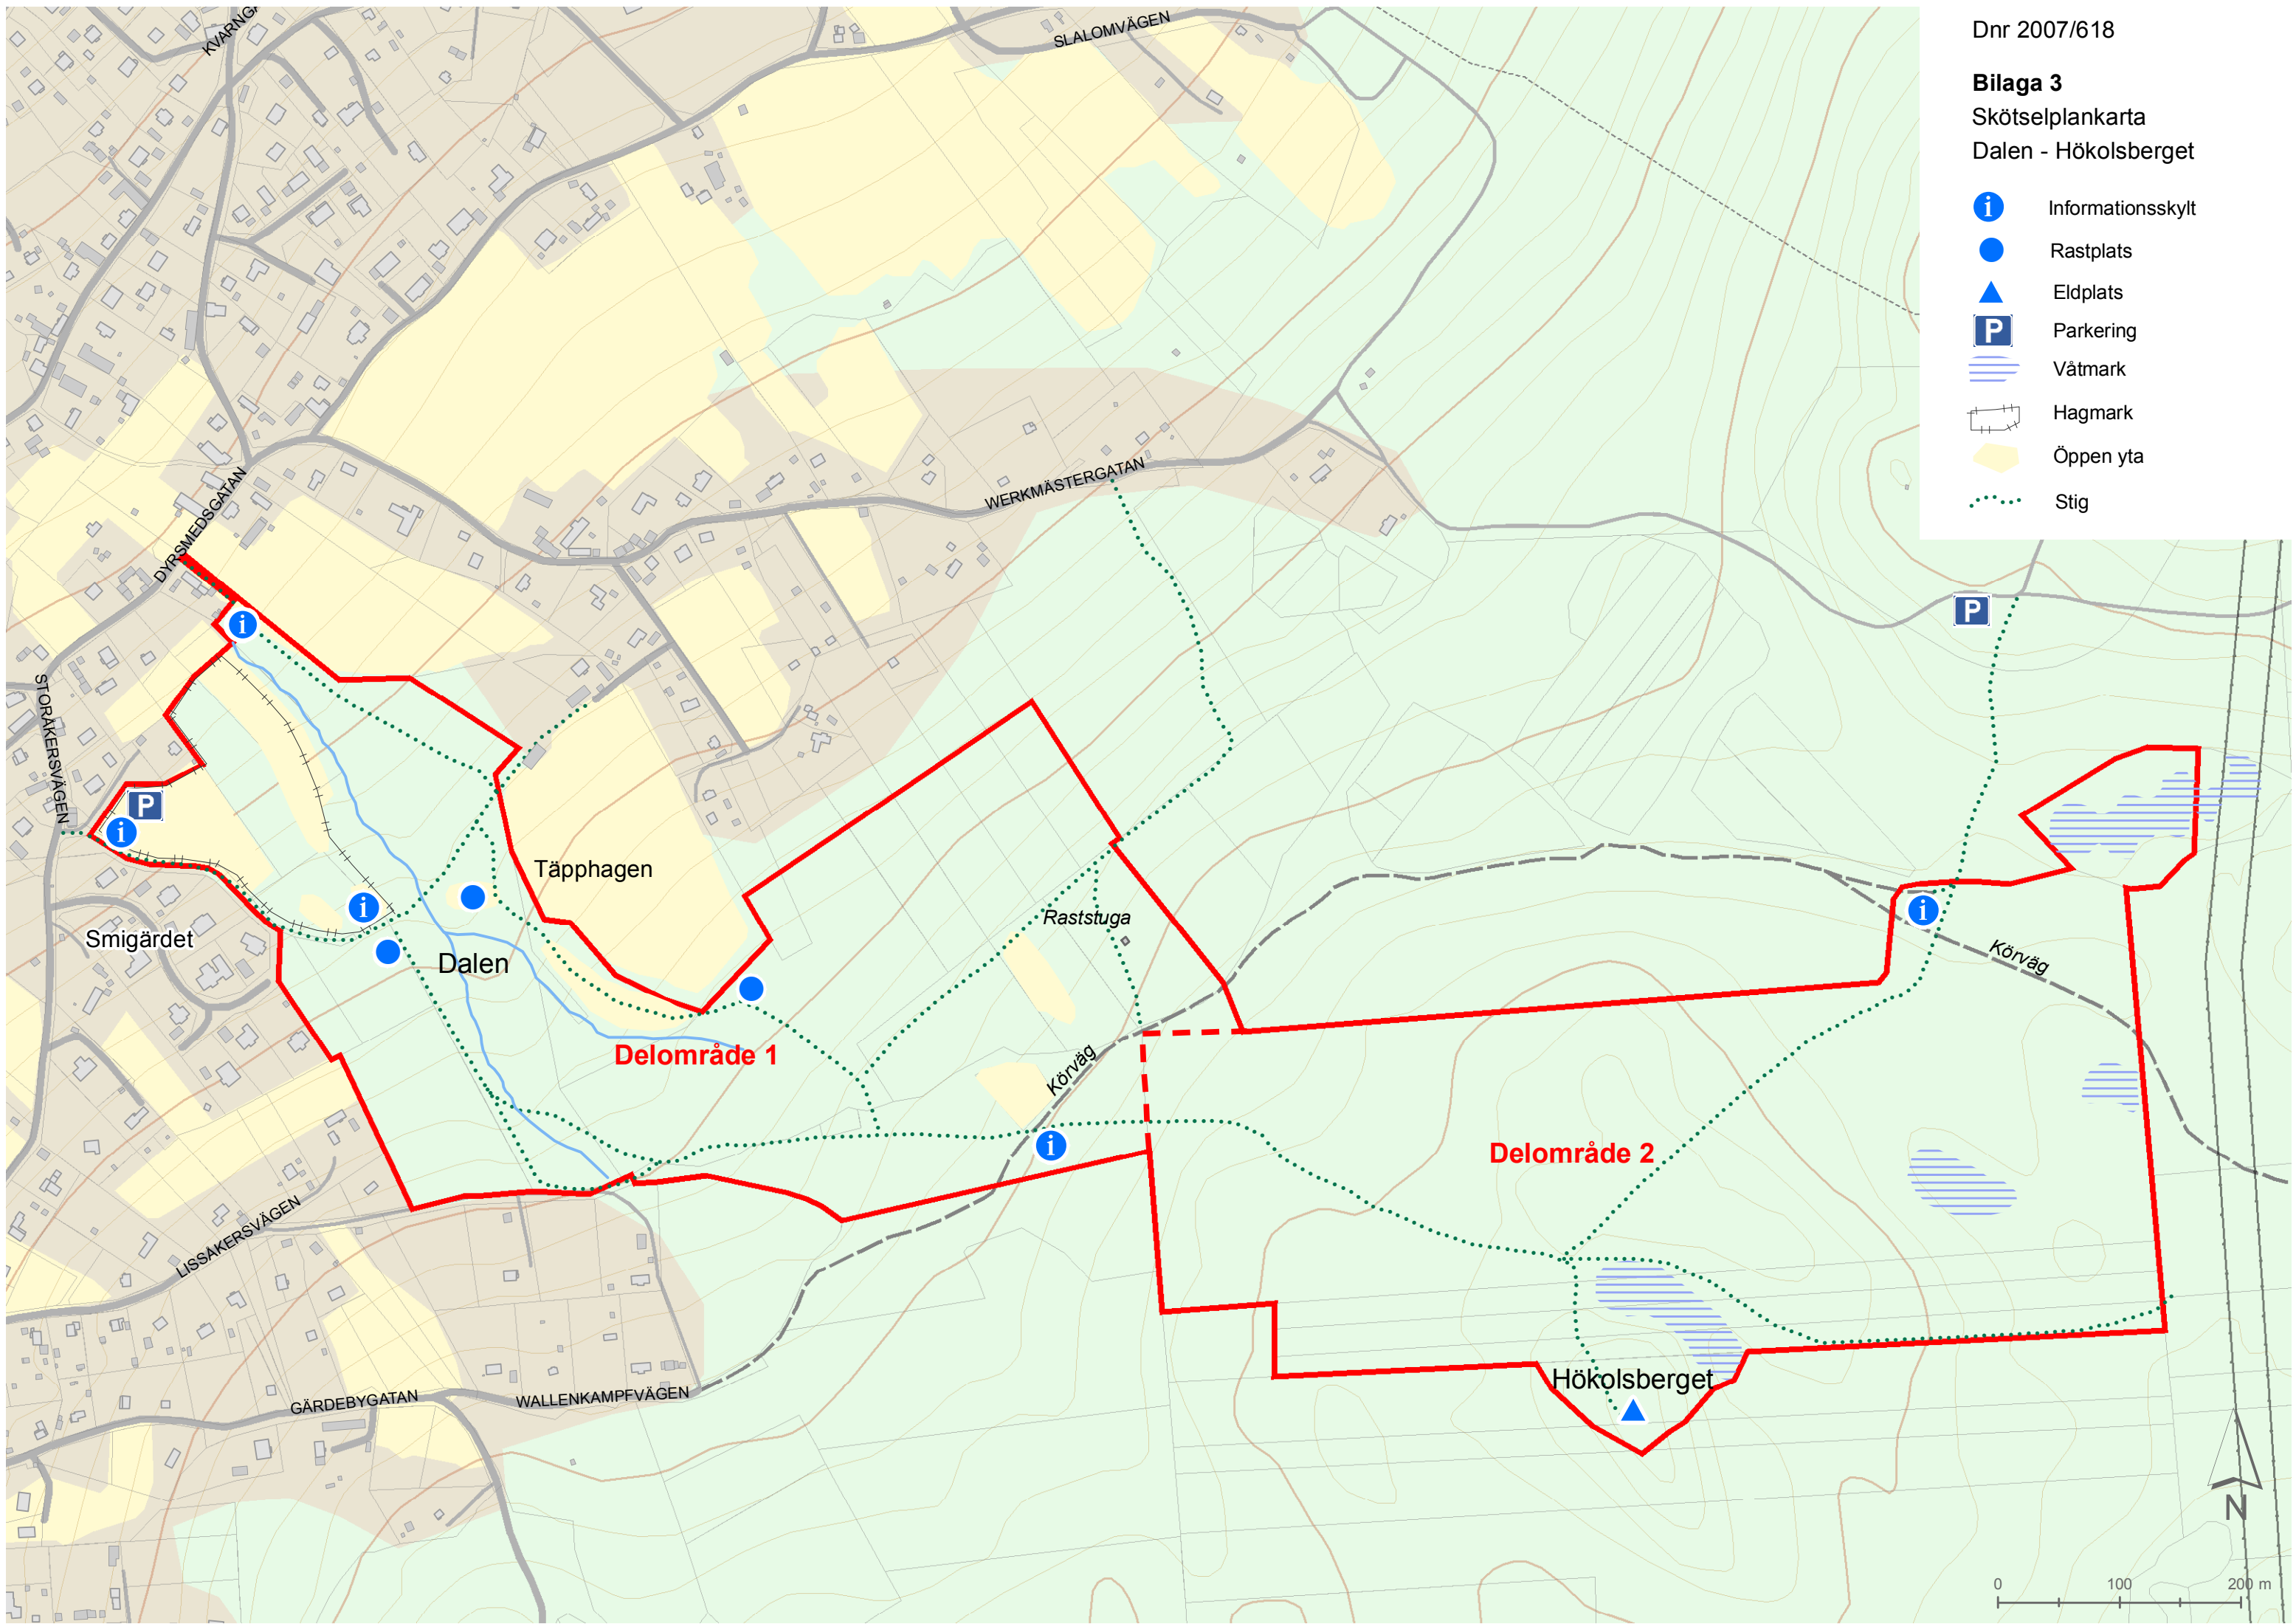 Dnr 2007/618
Bilaga 3
Skötselplankarta
Dalen - Hökolsberget
i Informationsskylt
Rastplats
Eldplats
P Parkering
Våtmark
Hagmark
Öppen yta
Stig
SLALOMVÄGEN
WERKMÄSTERGATAN
DYRSMEDSGATAN
i
P
STORÅKERSVÄGEN
P
i
Täpphagen
i
Raststuga
i
Smigärdet
Dalen
Körväg
Delområde 1
Körväg
i
Delområde 2
LISSÅKERSVÄGEN
Hökolsberget
GÄRDEBYGATAN
WALLENKAMPFVÄGEN
N
0 100 200 m